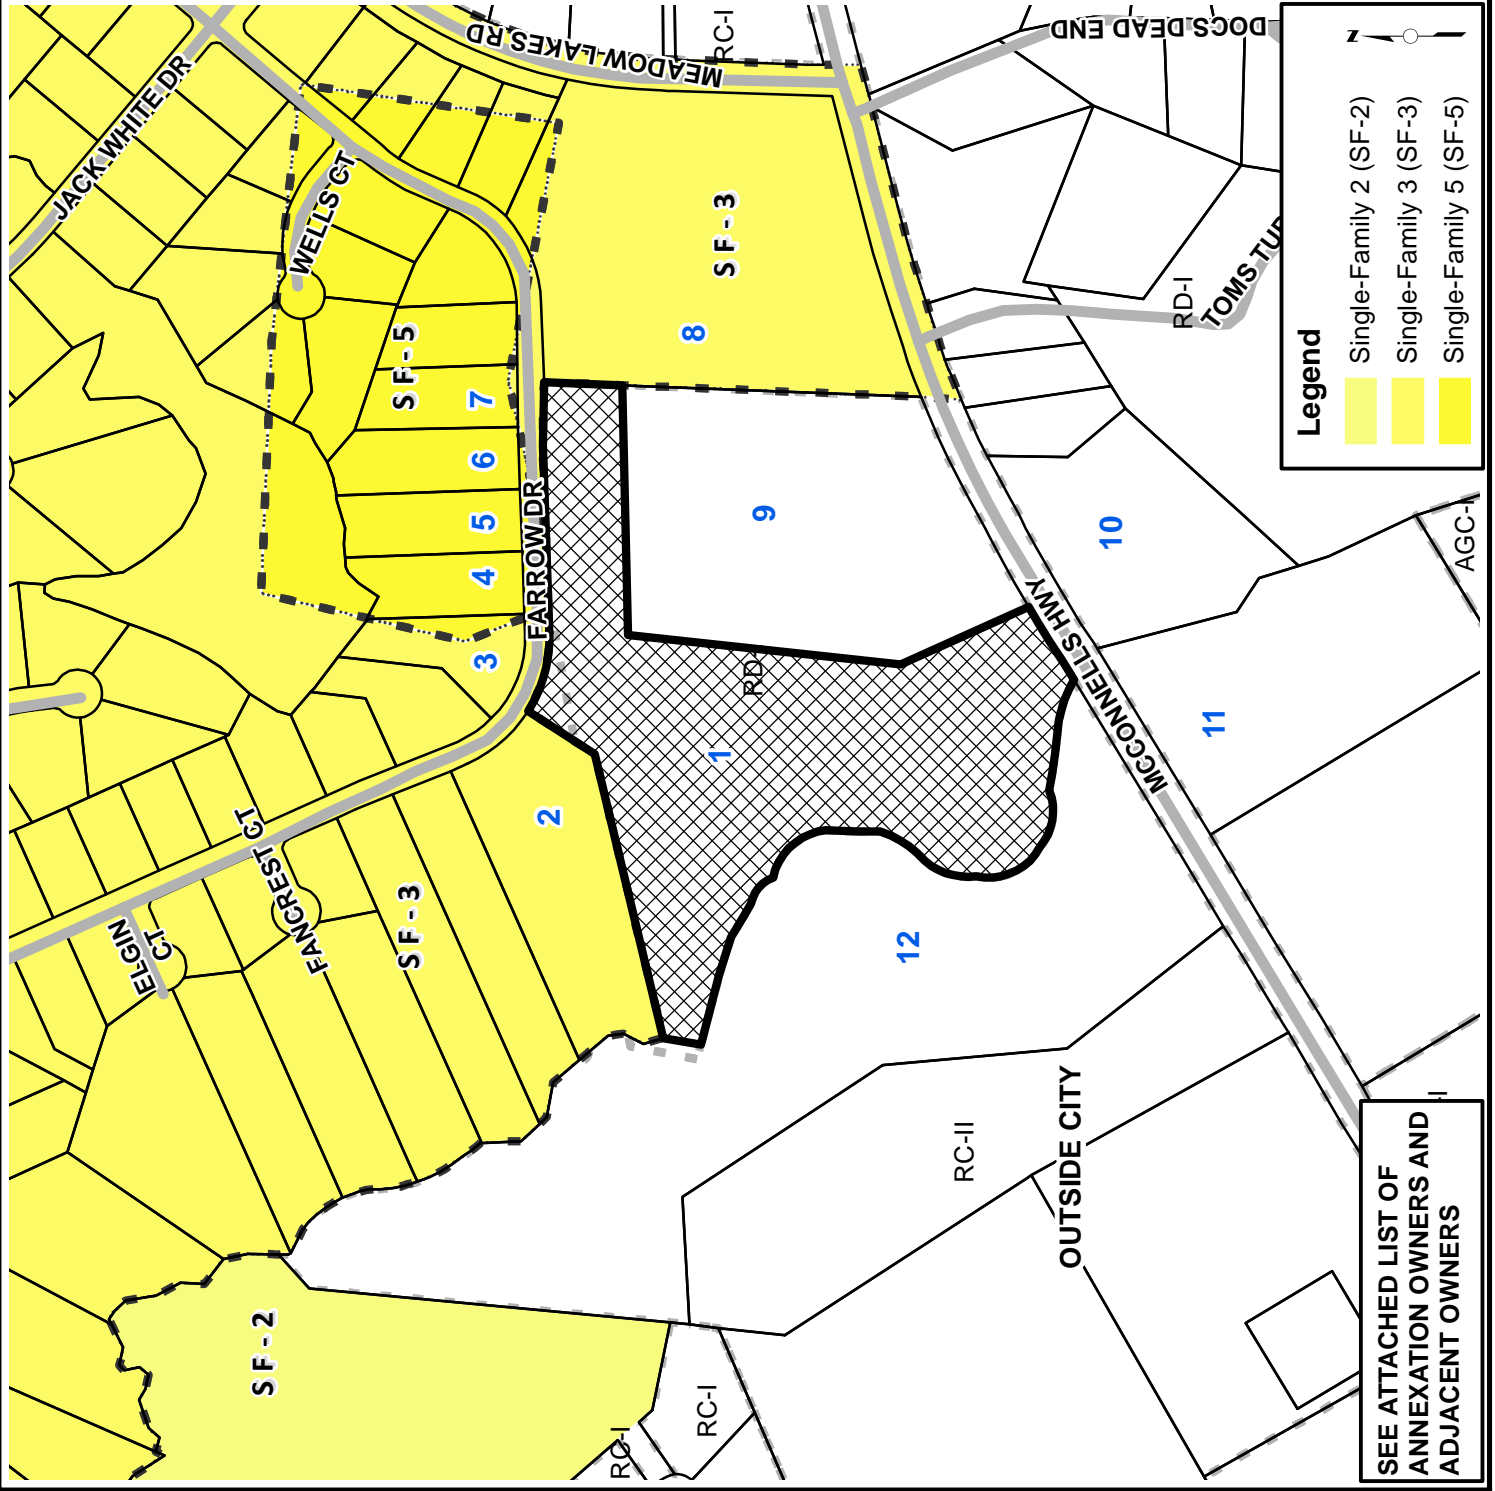 JACK WHITE DR
WELLS CT
MEADOW LAKES RD
RC-I
DOCS DEAD END
SF-5
SF-3
8
RD-I
TOMS TUR
7
6
5
4
3
FARROW DR
9
10
AGC-I
MCCONNELLS HWY
11
RD
1
2
ELGIN
CT
FANCREST CT
SF-3
12
RC-II
OUTSIDE CITY
SF-2
RC-I
RC-I
-I
Legend
Single-Family 2 (SF-2)
Single-Family 3 (SF-3)
Single-Family 5 (SF-5)
N
SEE ATTACHED LIST OF
ANNEXATION OWNERS AND
ADJACENT OWNERS